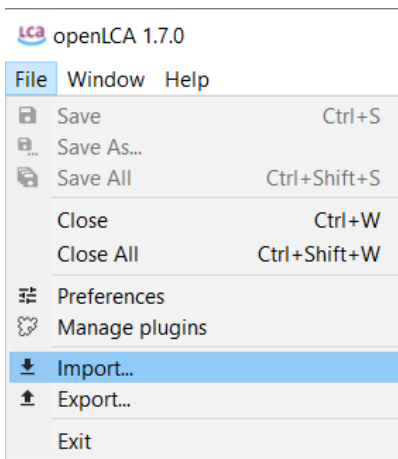 LCA openLCA 1.7.0
File Window Help
Save Ctrl+S
Save As...
Save All Ctrl+Shift+S
Close Ctrl+W
Close All Ctrl+Shift+W
Preferences
Manage plugins
Import...
Export...
Exit